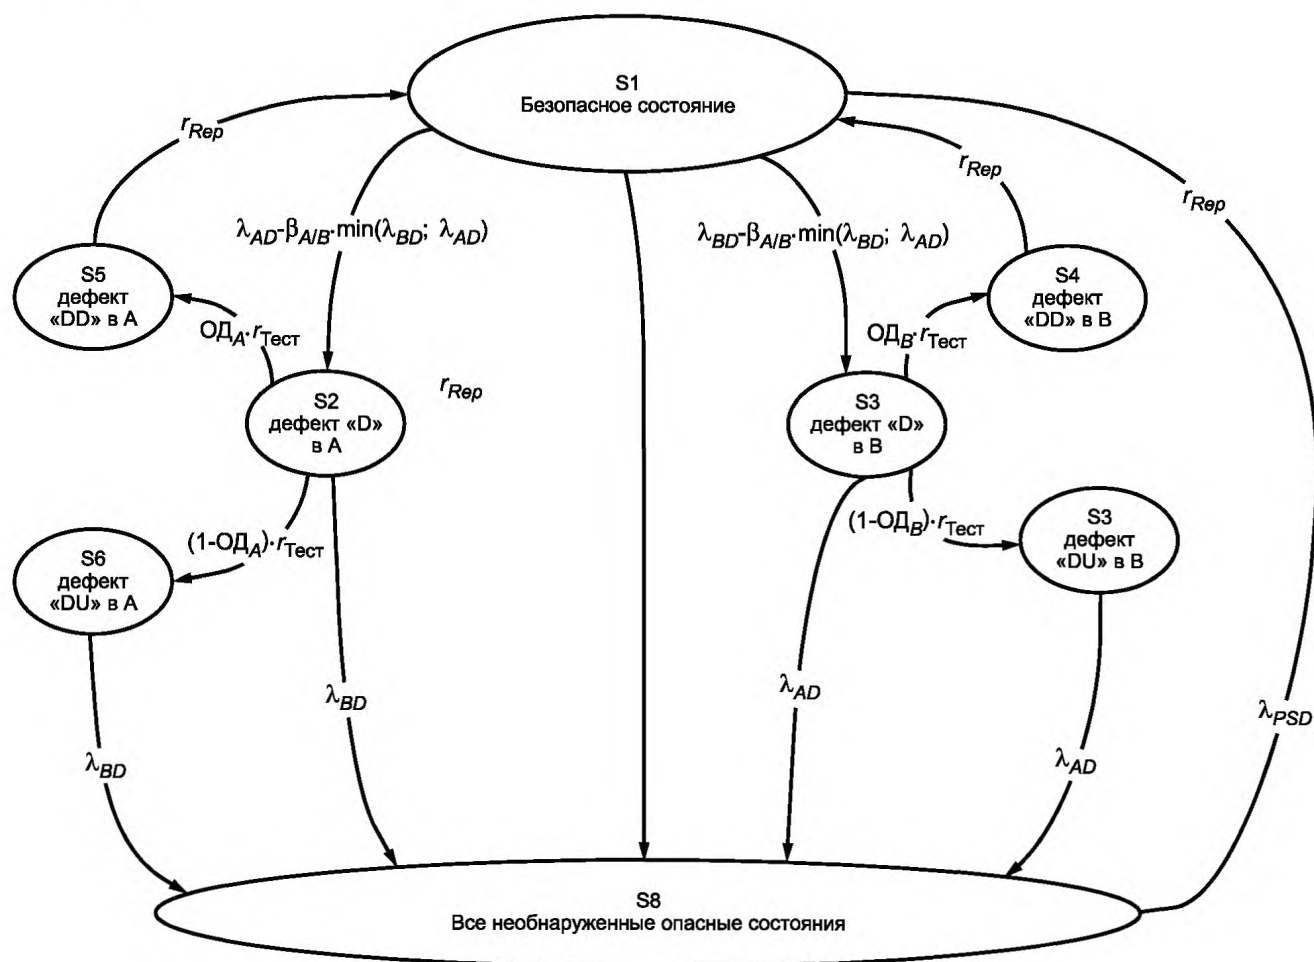 S1
Безопасное состояние
r_Rep
r_Rep
r_Rep
λ_AD-β_A/B·min(λ_BD; λ_AD)
λ_BD-β_A/B·min(λ_BD; λ_AD)
S5
дефект
«DD» в A
S4
дефект
«DD» в B
ОД_A·r_Тест
ОД_B·r_Тест
S2
дефект «D»
в A
r_Rep
S3
дефект «D»
в B
(1-ОД_A)·r_Тест
(1-ОД_B)·r_Тест
S3
дефект
«DU» в B
S6
дефект
«DU» в A
λ_BD
λ_AD
λ_PSD
λ_BD
λ_AD
S8
Все необнаруженные опасные состояния